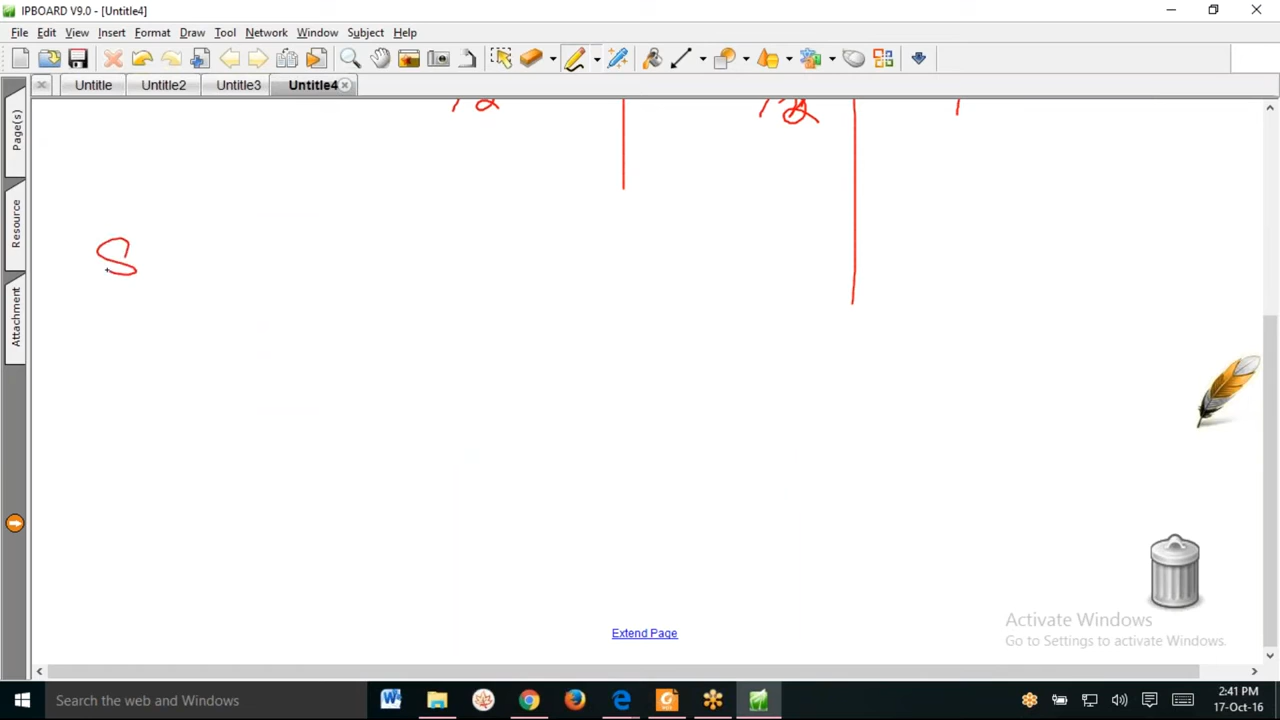 IPBOARD V9.0 - [Untitle4]
File Edit View Insert Format Draw Tool Network Window Subject Help
Untitle Untitle2 Untitle3 Untitle4
Page(s)
Resource
Attachment
S
Extend Page
Activate Windows
Go to Settings to activate Windows.
Search the web and Windows
2:41 PM
17-Oct-16